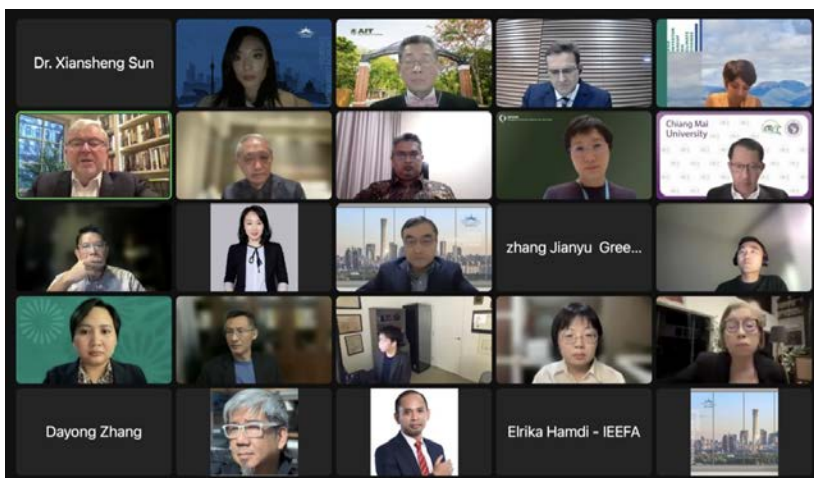 Dr. Xiansheng Sun
AIT
Chiang Mai
University
zhang Jianyu Gree...
Dayong Zhang
Elrika Hamdi - IEEFA